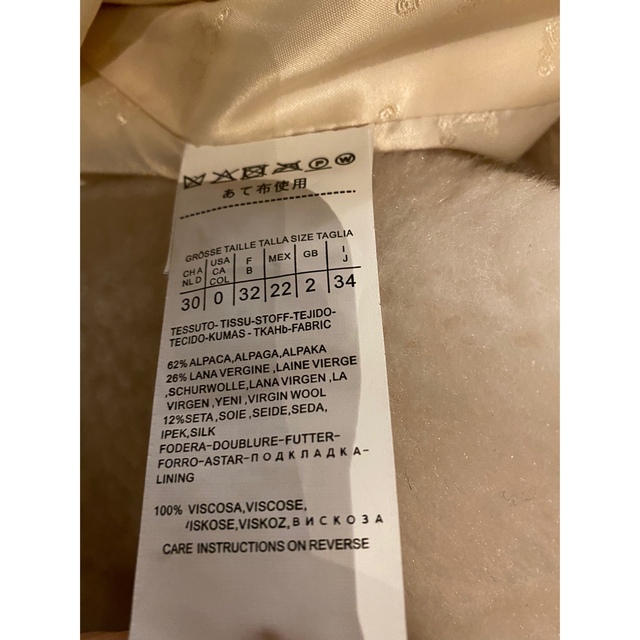 P W
あて布使用
GRÖSSE TAILLE TALLA SIZE TAGLIA
CH A NL D USA CA COL F B MEX GB I J
30 0 32 22 2 34
TESSUTO-TISSU-STOFF-TEJIDO-
TECIDO-KUMAS-TKAHb-FABRIC
62% ALPACA,ALPAGA,ALPAKA
26% LANA VERGINE ,LAINE VIERGE
,SCHURWOLLE,LANA VIRGEN ,LA
VIRGEN ,YENI ,VIRGIN WOOL
12%SETA ,SOIE ,SEIDE,SEDA,
IPEK,SILK
FODERA-DOUBLURE-FUTTER-
FORRO-ASTAR-ПОДКЛАДКА-
LINING
100% VISCOSA,VISCOSE,
VISKOSE,VISKOZ,ВИСКОЗА
CARE INSTRUCTIONS ON REVERSE